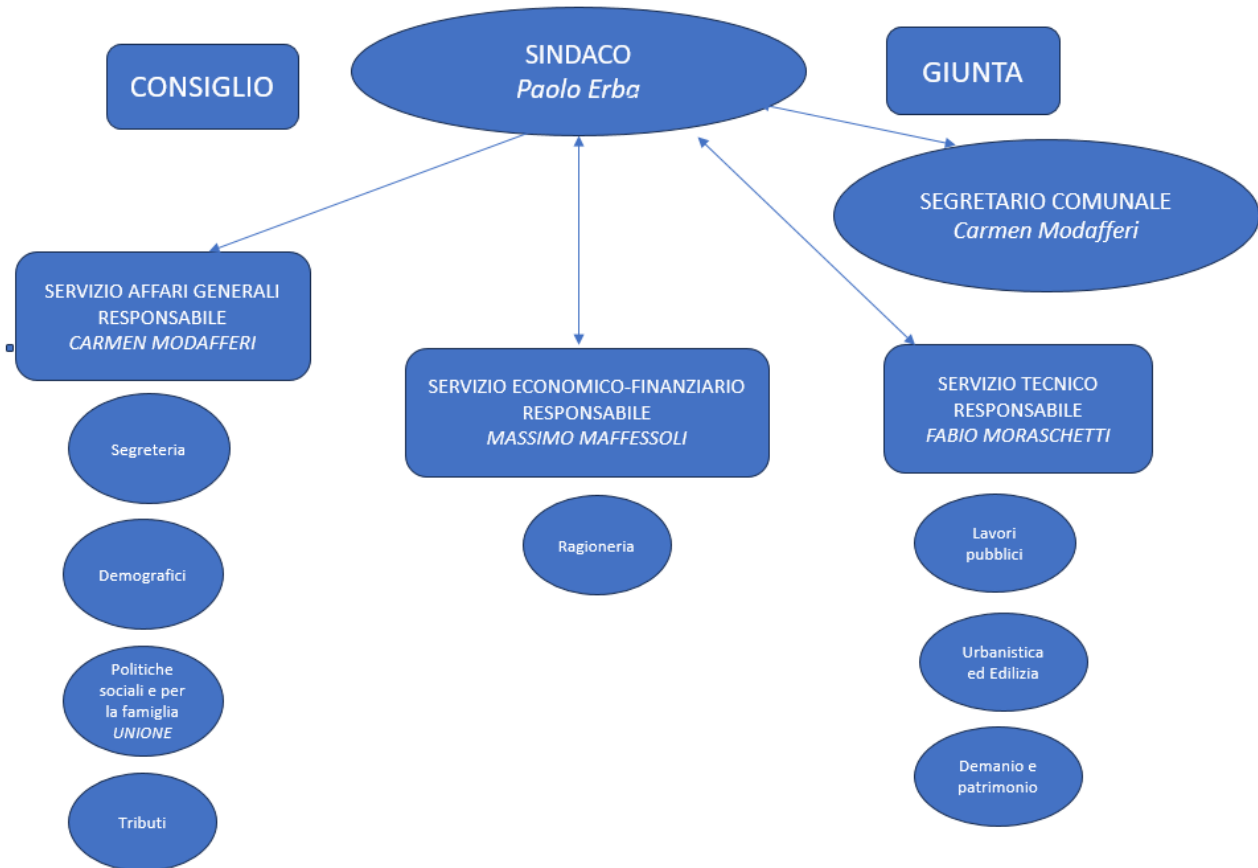 CONSIGLIO
SINDACO
Paolo Erba
GIUNTA
SEGRETARIO COMUNALE
Carmen Modafferi
SERVIZIO AFFARI GENERALI
RESPONSABILE
CARMEN MODAFFERI
Segreteria
Demografici
Politiche
sociali e per
la famiglia
UNIONE
Tributi
SERVIZIO ECONOMICO-FINANZIARIO
RESPONSABILE
MASSIMO MAFFESSOLI
Ragioneria
SERVIZIO TECNICO
RESPONSABILE
FABIO MORASCHETTI
Lavori
pubblici
Urbanistica
ed Edilizia
Demanio e
patrimonio